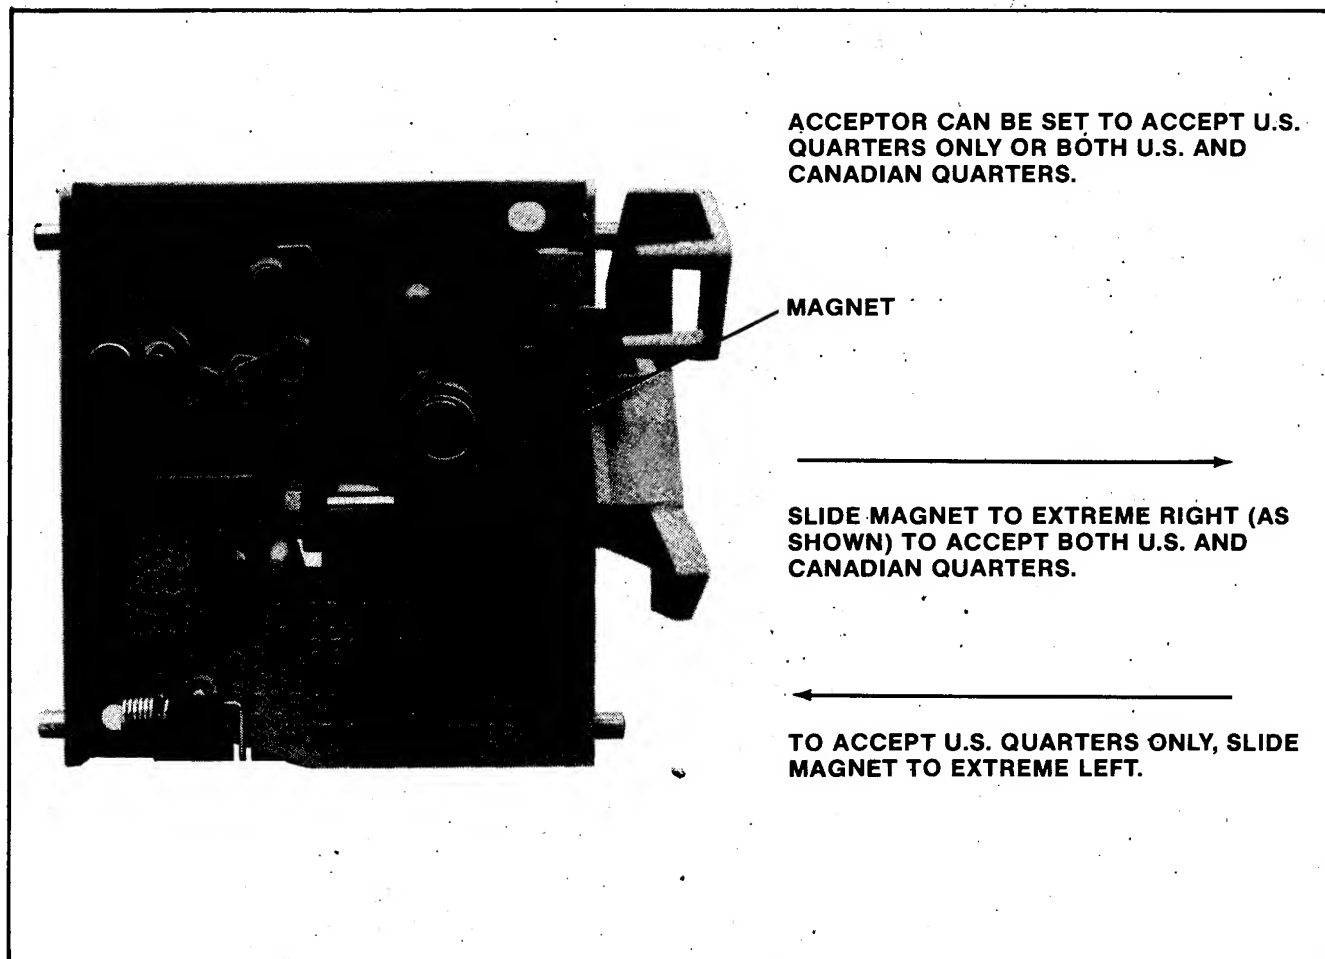 ACCEPTOR CAN BE SET TO ACCEPT U.S.
QUARTERS ONLY OR BOTH U.S. AND
CANADIAN QUARTERS.
MAGNET
SLIDE MAGNET TO EXTREME RIGHT (AS
SHOWN) TO ACCEPT BOTH U.S. AND
CANADIAN QUARTERS.
TO ACCEPT U.S. QUARTERS ONLY, SLIDE
MAGNET TO EXTREME LEFT.